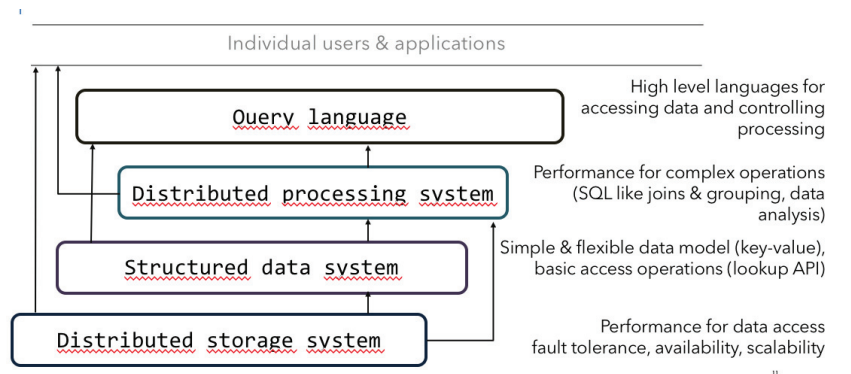 Individual users & applications
Query language
High level languages for
accessing data and controlling
processing
Distributed processing system
Performance for complex operations
(SQL like joins & grouping, data
analysis)
Structured data system
Simple & flexible data model (key-value),
basic access operations (lookup API)
Distributed storage system
Performance for data access
fault tolerance, availability, scalability